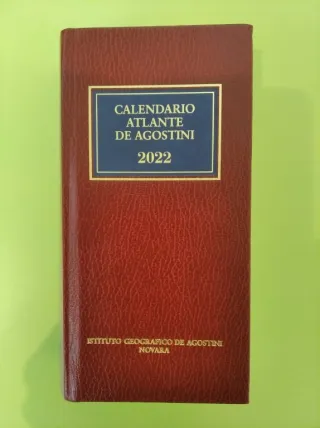 CALENDARIO
ATLANTE
DE AGOSTINI
2022
ISTITUTO GEOGRAFICO DE AGOSTINI
NOVARA